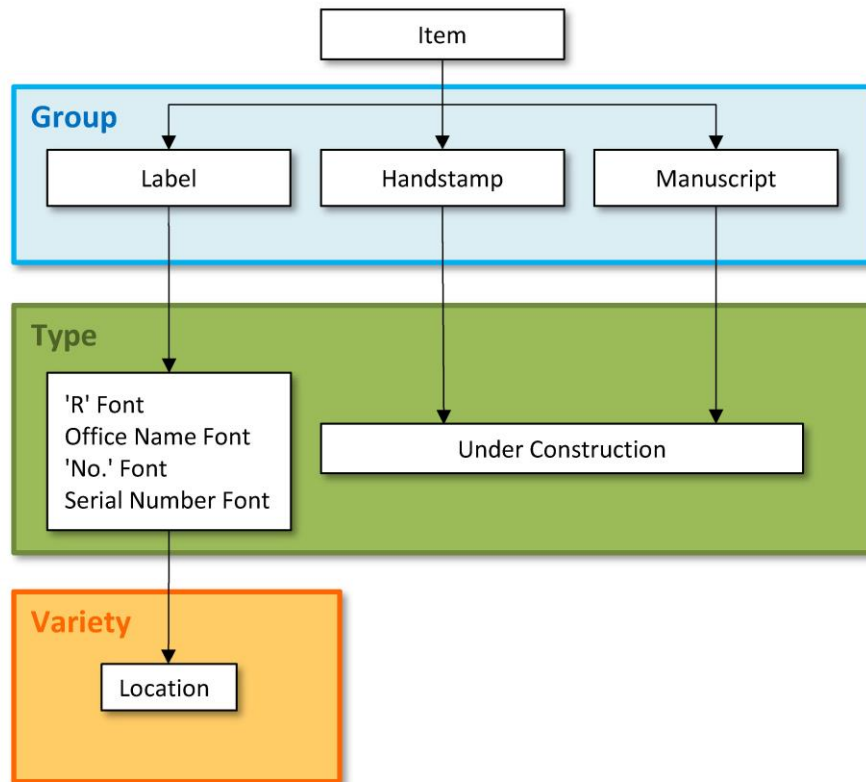 Item
Group
Label
Handstamp
Manuscript
Type
'R' Font
Office Name Font
'No.' Font
Serial Number Font
Under Construction
Variety
Location